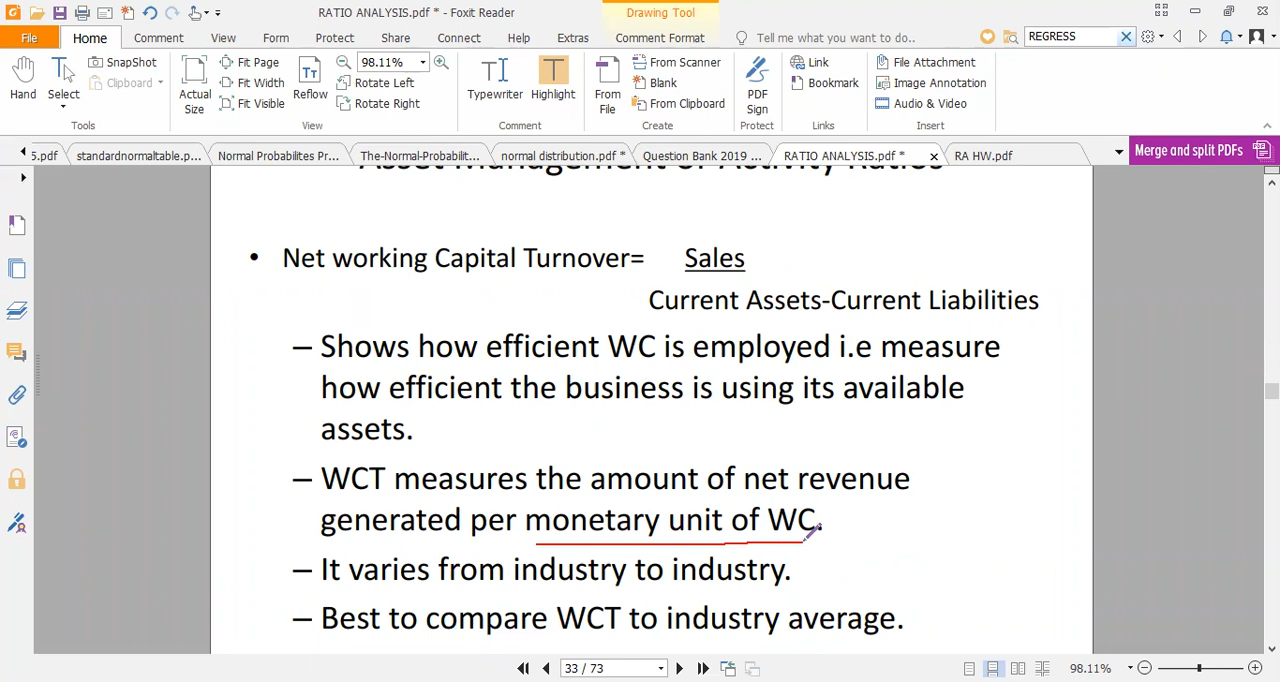 RATIO ANALYSIS.pdf * - Foxit Reader
Drawing Tool
File Home Comment View Form Protect Share Connect Help Extras Comment Format Tell me what you want to do.. REGRESS
Hand
Select
SnapShot
Clipboard
Tools
Actual Size
Fit Page
Fit Width
Fit Visible
Reflow
98.11%
Rotate Left
Rotate Right
View
Typewriter
Highlight
Comment
From File
From Scanner
Blank
From Clipboard
Create
PDF Sign
Protect
Link
Bookmark
Links
File Attachment
Image Annotation
Audio & Video
Insert
5.pdf standardnormaltable.p... Normal Probabilites Pr... The-Normal-Probabilit... normal distribution.pdf * Question Bank 2019 ... RATIO ANALYSIS.pdf * RA HW.pdf Merge and split PDFs
Asset Management or Activity Ratios
• Net working Capital Turnover= Sales
Current Assets-Current Liabilities
– Shows how efficient WC is employed i.e measure
how efficient the business is using its available
assets.
– WCT measures the amount of net revenue
generated per monetary unit of WC.
– It varies from industry to industry.
– Best to compare WCT to industry average.
33 / 73
98.11%